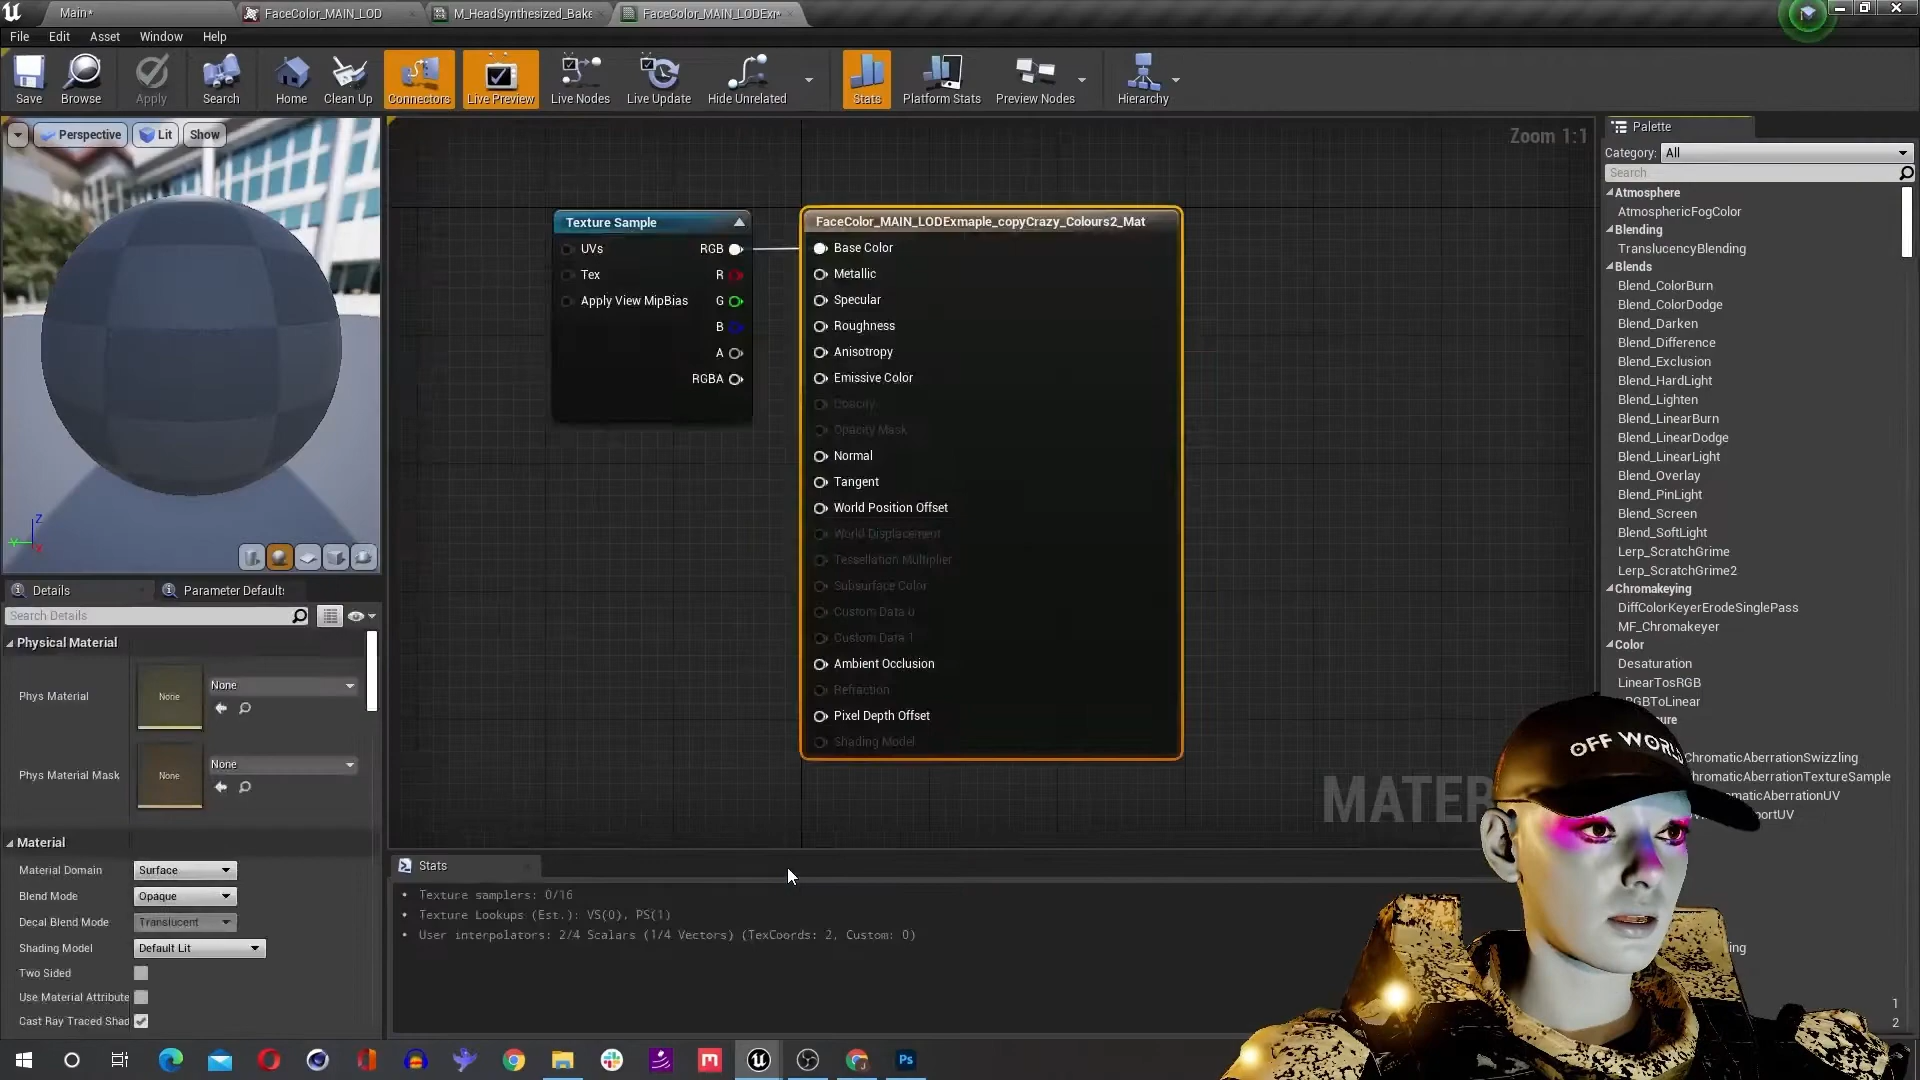 Main*
FaceColor_MAIN_LOD
M_HeadSynthesized_Bake
FaceColor_MAIN_LODEx
File Edit Asset Window Help
Save
Browse
Apply
Search
Home
Clean Up
Connectors
Live Preview
Live Nodes
Live Update
Hide Unrelated
Stats
Platform Stats
Preview Nodes
Hierarchy
Perspective
Lit
Show
Zoom 1:1
Palette
Category: All
Search
Atmosphere
AtmosphericFogColor
Blending
TranslucencyBlending
Blends
Blend_ColorBurn
Blend_ColorDodge
Blend_Darken
Blend_Difference
Blend_Exclusion
Blend_HardLight
Blend_Lighten
Blend_LinearBurn
Blend_LinearDodge
Blend_LinearLight
Blend_Overlay
Blend_PinLight
Blend_Screen
Blend_SoftLight
Lerp_ScratchGrime
Lerp_ScratchGrime2
Chromakeying
DiffColorKeyerErodeSinglePass
MF_Chromakeyer
Color
Desaturation
LinearTosRGB
RGBToLinear
ure
ChromaticAberrationSwizzling
hromaticAberrationTextureSample
maticAberrationUV
ortUV
ing
1
2
Texture Sample
UVs
Tex
Apply View MipBias
RGB
R
G
B
A
RGBA
FaceColor_MAIN_LODExmaple_copyCrazy_Colours2_Mat
Base Color
Metallic
Specular
Roughness
Anisotropy
Emissive Color
Opacity
Opacity Mask
Normal
Tangent
World Position Offset
World Displacement
Tessellation Multiplier
Subsurface Color
Custom Data 0
Custom Data 1
Ambient Occlusion
Refraction
Pixel Depth Offset
Shading Model
MATER
OFF WORL
Z
Y
X
Details
Parameter Default:
Search Details
Physical Material
Phys Material
None
None
Phys Material Mask
None
None
Material
Material Domain Surface
Blend Mode Opaque
Decal Blend Mode Translucent
Shading Model Default Lit
Two Sided
Use Material Attribute
Cast Ray Traced Shad
Stats
• Texture samplers: 0/16
• Texture Lookups (Est.): VS(0), PS(1)
• User interpolators: 2/4 Scalars (1/4 Vectors) (TexCoords: 2, Custom: 0)
Ps